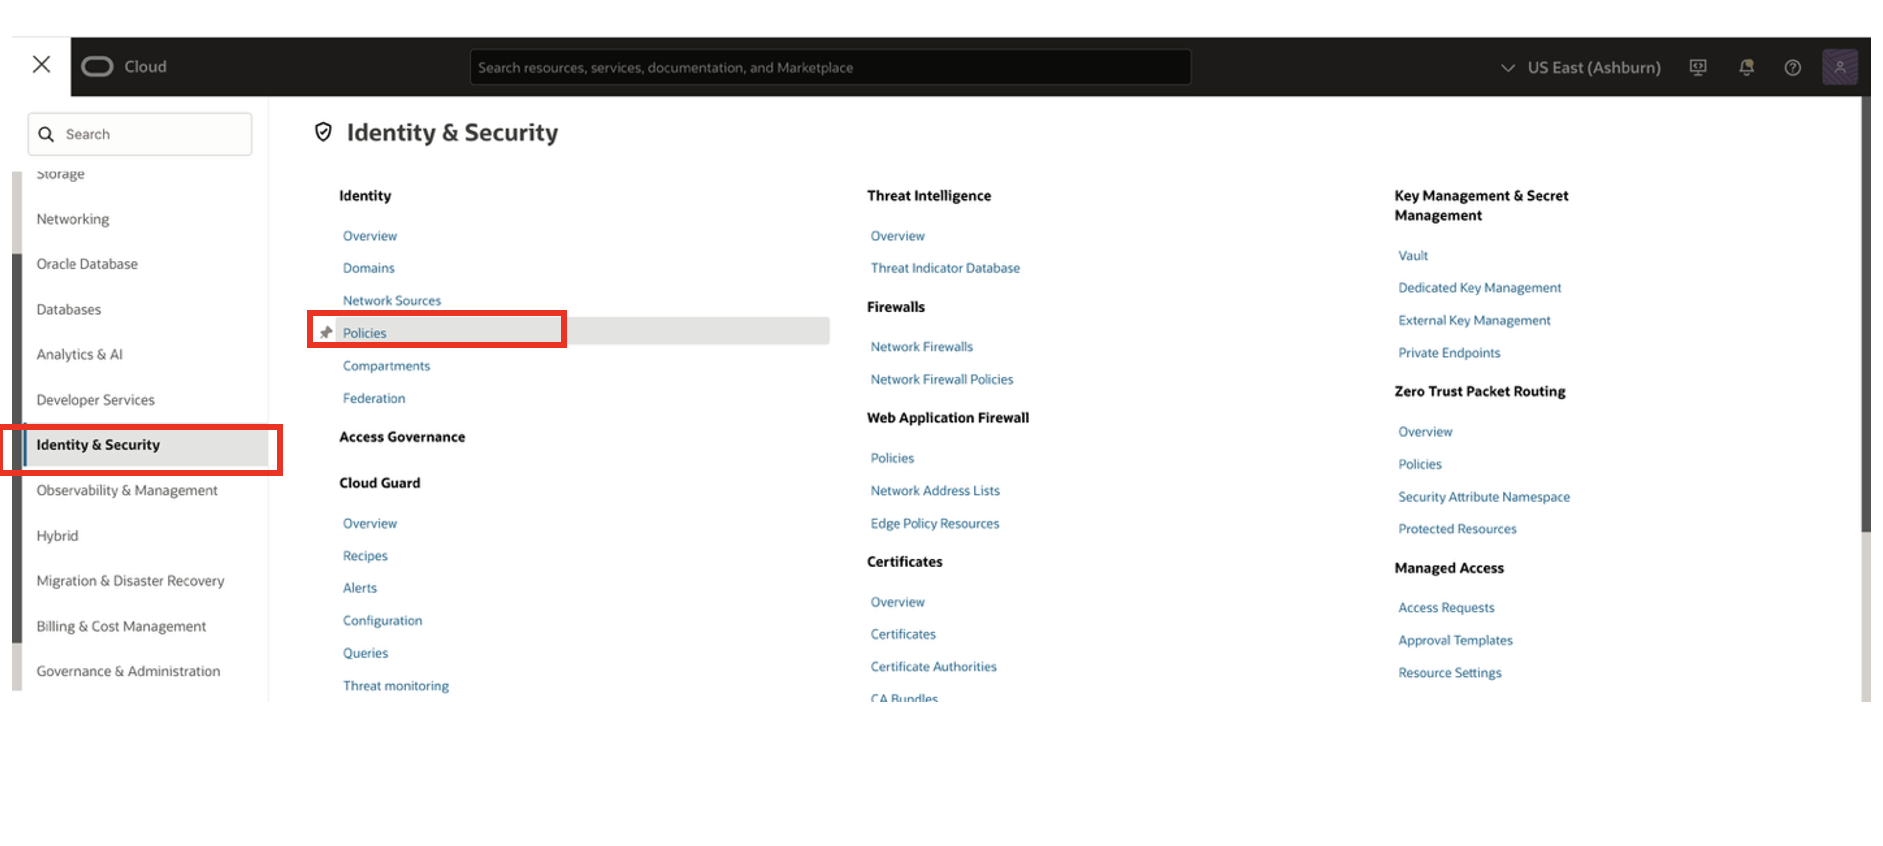 Cloud
Search resources, services, documentation, and Marketplace
US East (Ashburn)
Search
Storage
Networking
Oracle Database
Databases
Analytics & AI
Developer Services
Identity & Security
Observability & Management
Hybrid
Migration & Disaster Recovery
Billing & Cost Management
Governance & Administration
Identity & Security
Identity
Overview
Domains
Network Sources
Policies
Compartments
Federation
Access Governance
Cloud Guard
Overview
Recipes
Alerts
Configuration
Queries
Threat monitoring
Threat Intelligence
Overview
Threat Indicator Database
Firewalls
Network Firewalls
Network Firewall Policies
Web Application Firewall
Policies
Network Address Lists
Edge Policy Resources
Certificates
Overview
Certificates
Certificate Authorities
CA Bundles
Key Management & Secret
Management
Vault
Dedicated Key Management
External Key Management
Private Endpoints
Zero Trust Packet Routing
Overview
Policies
Security Attribute Namespace
Protected Resources
Managed Access
Access Requests
Approval Templates
Resource Settings